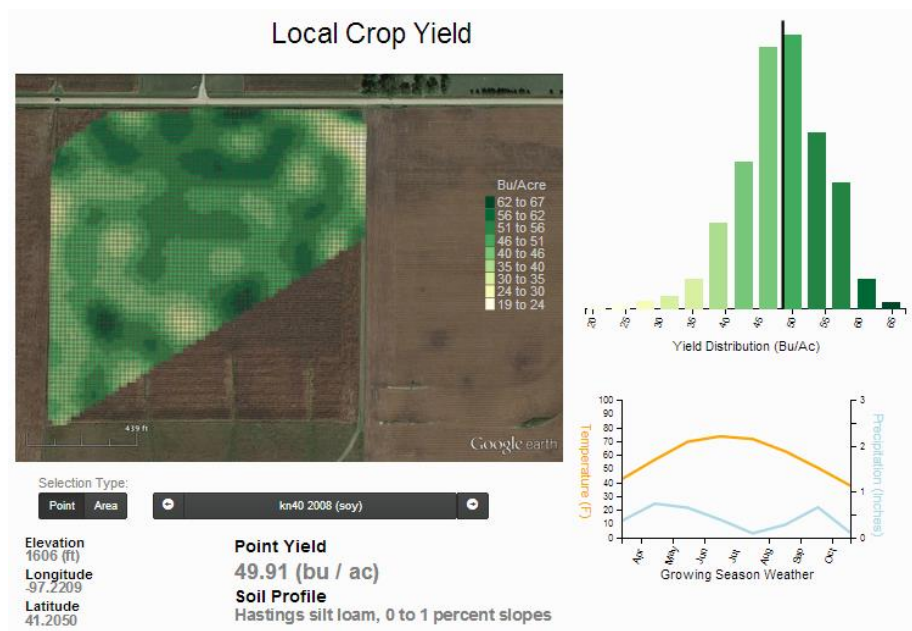 Local Crop Yield
Bu/Acre
62 to 67
56 to 62
51 to 56
46 to 51
40 to 46
35 to 40
30 to 35
24 to 30
19 to 24
439 ft
Google earth
20 25 30 35 40 45 50 55 60 65
Yield Distribution (Bu/Ac)
100
90
80
70
60
50
40
30
20
10
0
Temperature (F)
3
2
1
0
Precipitation (Inches)
Apr May Jun Jul Aug Sep Oct
Growing Season Weather
Selection Type:
Point Area
kn40 2008 (soy)
Elevation
1606 (ft)
Longitude
-97.2209
Latitude
41.2050
Point Yield
49.91 (bu / ac)
Soil Profile
Hastings silt loam, 0 to 1 percent slopes